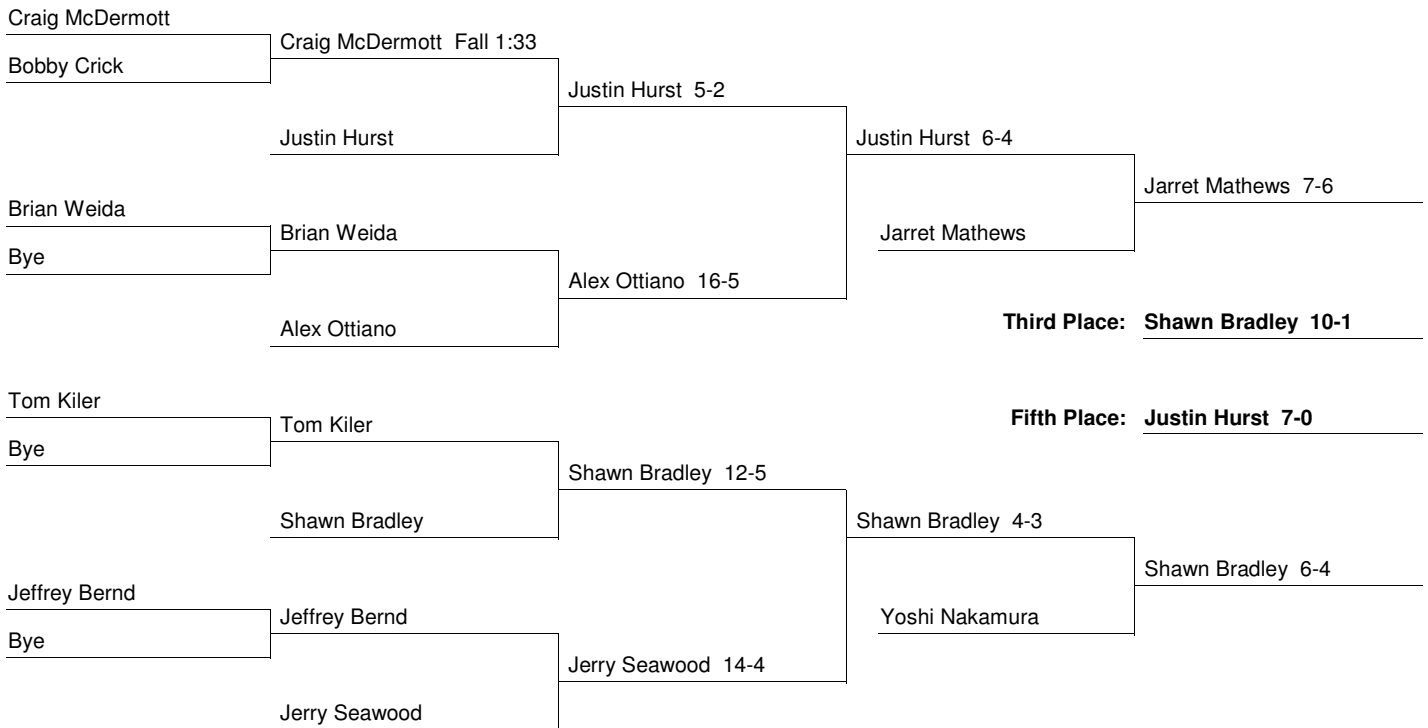 Craig McDermott
Craig McDermott  Fall 1:33
Bobby Crick
Justin Hurst  5-2
Justin Hurst
Justin Hurst  6-4
Jarret Mathews  7-6
Brian Weida
Brian Weida
Jarret Mathews
Bye
Alex Ottiano  16-5
Alex Ottiano
Third Place:  Shawn Bradley  10-1
Tom Kiler
Tom Kiler
Fifth Place:  Justin Hurst  7-0
Bye
Shawn Bradley  12-5
Shawn Bradley
Shawn Bradley  4-3
Shawn Bradley  6-4
Jeffrey Bernd
Jeffrey Bernd
Yoshi Nakamura
Bye
Jerry Seawood  14-4
Jerry Seawood